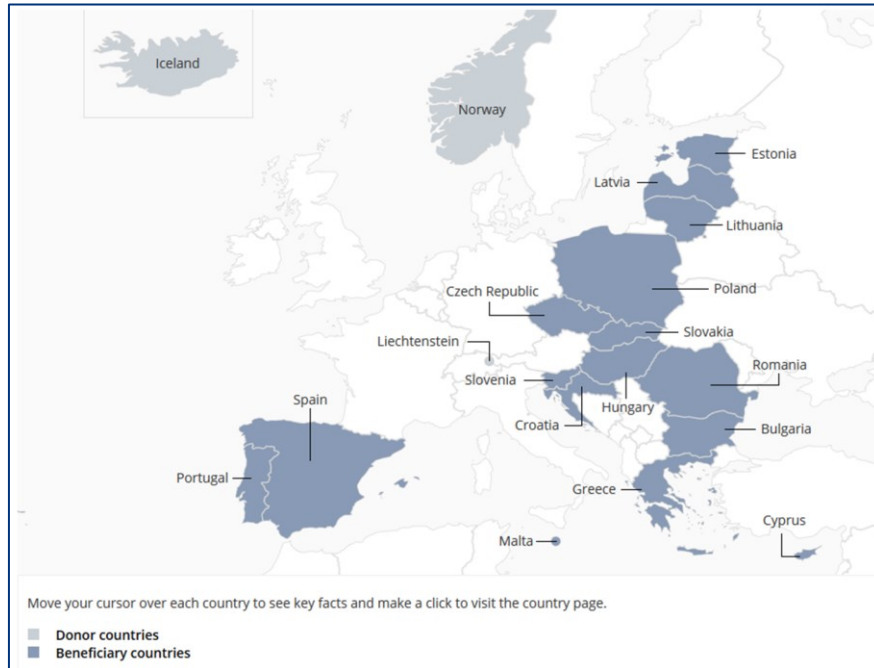 Iceland
Norway
Estonia
Latvia
Lithuania
Poland
Czech Republic
Slovakia
Liechtenstein
Romania
Slovenia
Spain
Hungary
Croatia
Bulgaria
Portugal
Greece
Cyprus
Malta
Move your cursor over each country to see key facts and make a click to visit the country page.
Donor countries
Beneficiary countries